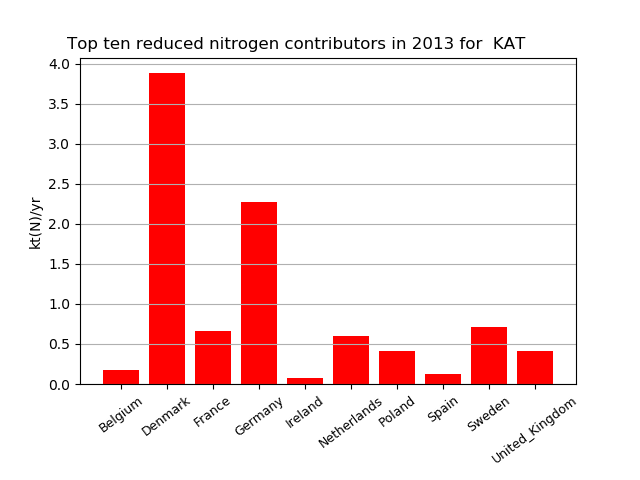 Top ten reduced nitrogen contributors in 2013 for  KAT
4.0
3.5
3.0
2.5
2.0
1.5
1.0
0.5
0.0
kt(N)/yr
Belgium
Denmark
France
Germany
Ireland
Netherlands
Poland
Spain
Sweden
United_Kingdom